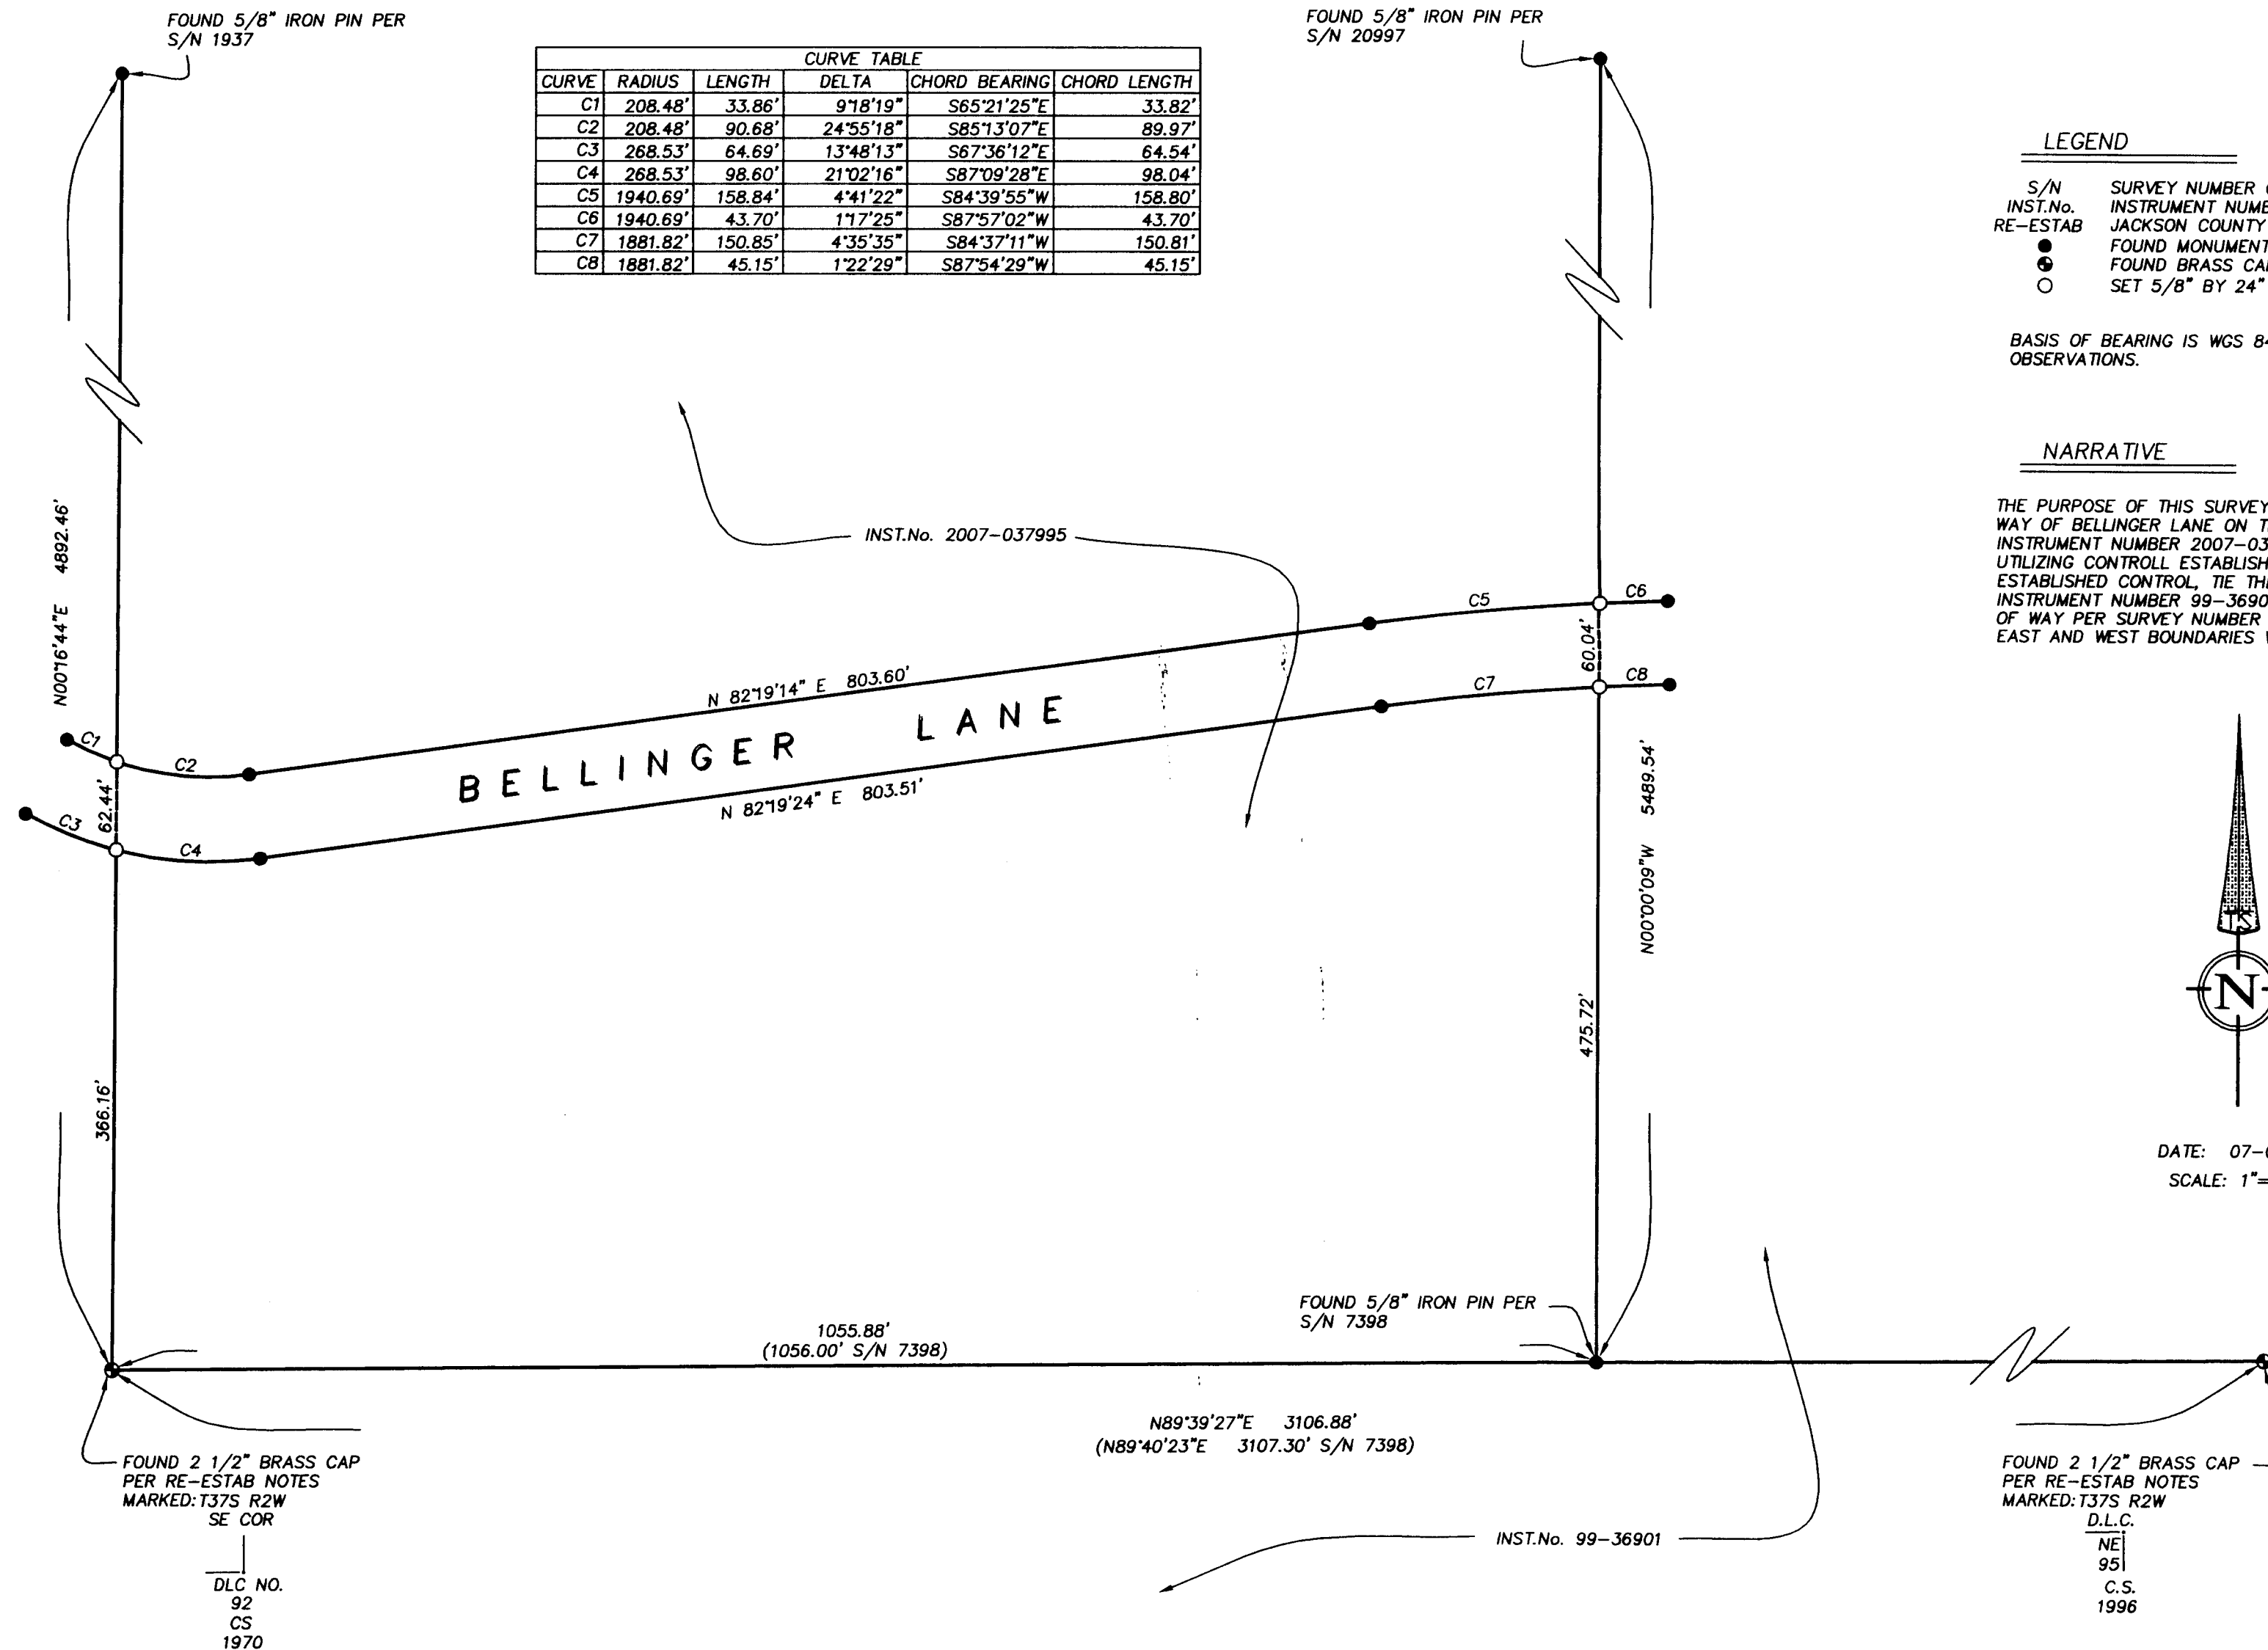 FOUND 5/8" IRON PIN PER
S/N 1937
FOUND 5/8" IRON PIN PER
S/N 20997
CURVE TABLE
CURVE RADIUS LENGTH DELTA CHORD BEARING CHORD LENGTH
C1 208.48' 33.86' 9°18'19" S65°21'25"E 33.82'
C2 208.48' 90.68' 24°55'18" S85°13'07"E 89.97'
C3 268.53' 64.69' 13°48'13" S67°36'12"E 64.54'
C4 268.53' 98.60' 21°02'16" S87°09'28"E 98.04'
C5 1940.69' 158.84' 4°41'22" S84°39'55"W 158.80'
C6 1940.69' 43.70' 1°17'25" S87°57'02"W 43.70'
C7 1881.82' 150.85' 4°35'35" S84°37'11"W 150.81'
C8 1881.82' 45.15' 1°22'29" S87°54'29"W 45.15'
LEGEND
S/N SURVEY NUMBER
INST.No. INSTRUMENT
RE-ESTAB JACKSON COUNTY
FOUND MONUMENT
FOUND BRASS
SET 5/8" BY 24"
BASIS OF BEARING IS WGS
OBSERVATIONS.
NARRATIVE
THE PURPOSE OF THIS SURVEY
WAY OF BELLINGER LANE ON
INSTRUMENT NUMBER
UTILIZING CONTROLL
ESTABLISHED CONTROL, TIE
INSTRUMENT NUMBER
OF WAY PER SURVEY NUMBER
EAST AND WEST BOUNDARIES
N00°16'44"E 4892.46'
INST.No. 2007-037995
C5
C6
60.04'
C7
C8
N 82°19'14" E 803.60'
BELLINGER LANE
N 82°19'24" E 803.51'
C1
C2
62.44'
C3
C4
N00°00'09"W 5489.54'
TKS
N
366.16'
475.72'
DATE: 07-
SCALE: 1"=
FOUND 5/8" IRON PIN PER
S/N 7398
1055.88'
(1056.00' S/N 7398)
N89°39'27"E 3106.88'
(N89°40'23"E 3107.30' S/N 7398)
FOUND 2 1/2" BRASS CAP
PER RE-ESTAB NOTES
MARKED: T37S R2W
SE COR
DLC NO.
92
CS
1970
INST.No. 99-36901
FOUND 2 1/2" BRASS CAP
PER RE-ESTAB NOTES
MARKED: T37S R2W
D.L.C.
NE
95
C.S.
1996